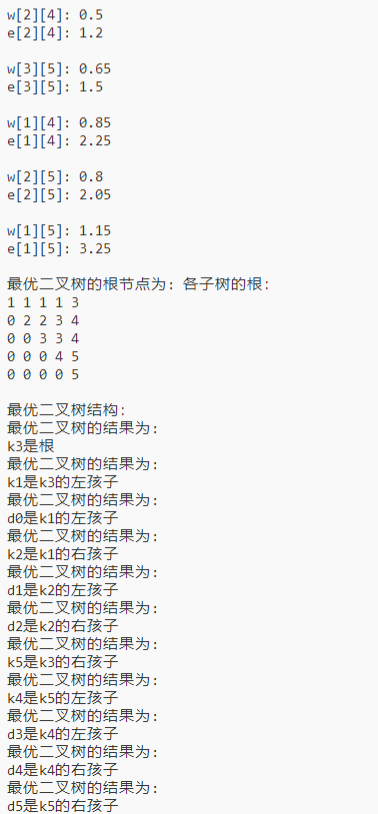 w[2][4]: 0.5
e[2][4]: 1.2
w[3][5]: 0.65
e[3][5]: 1.5
w[1][4]: 0.85
e[1][4]: 2.25
w[2][5]: 0.8
e[2][5]: 2.05
w[1][5]: 1.15
e[1][5]: 3.25
最优二叉树的根节点为: 各子树的根:
1 1 1 1 3
0 2 2 3 4
0 0 3 3 4
0 0 0 4 5
0 0 0 0 5
最优二叉树结构:
最优二叉树的结果为:
k3是根
最优二叉树的结果为:
k1是k3的左孩子
最优二叉树的结果为:
d0是k1的左孩子
最优二叉树的结果为:
k2是k1的右孩子
最优二叉树的结果为:
d1是k2的左孩子
最优二叉树的结果为:
d2是k2的右孩子
最优二叉树的结果为:
k5是k3的右孩子
最优二叉树的结果为:
k4是k5的左孩子
最优二叉树的结果为:
d3是k4的左孩子
最优二叉树的结果为:
d4是k4的右孩子
最优二叉树的结果为:
d5是k5的右孩子